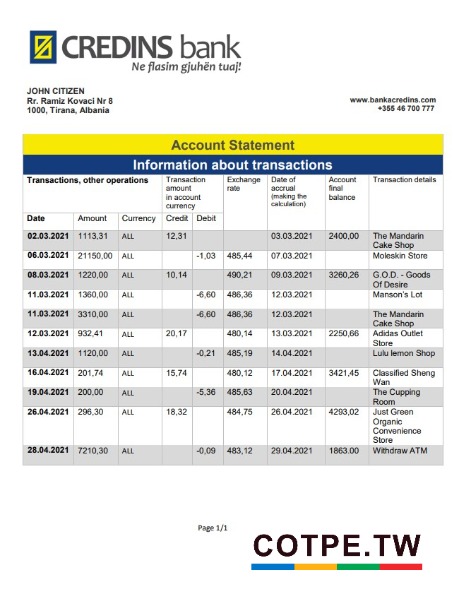 CREDINS bank
Ne flasim gjuhën tuaj!
JOHN CITIZEN
Rr. Ramiz Kovaci Nr 8
1000, Tirana, Albania
www.bankacredins.com
+355 46 700 777
Account Statement
Information about transactions
Transactions, other operations Transaction amount in account currency Exchange rate Date of accrual (making the calculation) Account final balance Transaction details
Date Amount Currency Credit Debit
02.03.2021 1113,31 ALL 12,31 03.03.2021 2400,00 The Mandarin Cake Shop
06.03.2021 21150,00 ALL -1,03 485,44 07.03.2021 Moleskin Store
08.03.2021 1220,00 ALL 10,14 490,21 09.03.2021 3260,26 G.O.D. - Goods Of Desire
11.03.2021 1360,00 ALL -6,60 486,36 12.03.2021 Manson's Lot
11.03.2021 3310,00 ALL -6,60 486,36 12.03.2021 The Mandarin Cake Shop
12.03.2021 932,41 ALL 20,17 480,14 13.03.2021 2250,66 Adidas Outlet Store
13.04.2021 1120,00 ALL -0,21 485,19 14.04.2021 Lulu lemon Shop
16.04.2021 201,74 ALL 15,74 480,12 17.04.2021 3421,45 Classified Sheng Wan
19.04.2021 200,00 ALL -5,36 485,63 20.04.2021 The Cupping Room
26.04.2021 296,30 ALL 18,32 484,75 26.04.2021 4293,02 Just Green Organic Convenience Store
28.04.2021 7210,30 ALL -0,09 483,12 29.04.2021 1863.00 Withdraw ATM
Page 1/1
COTPE.TW